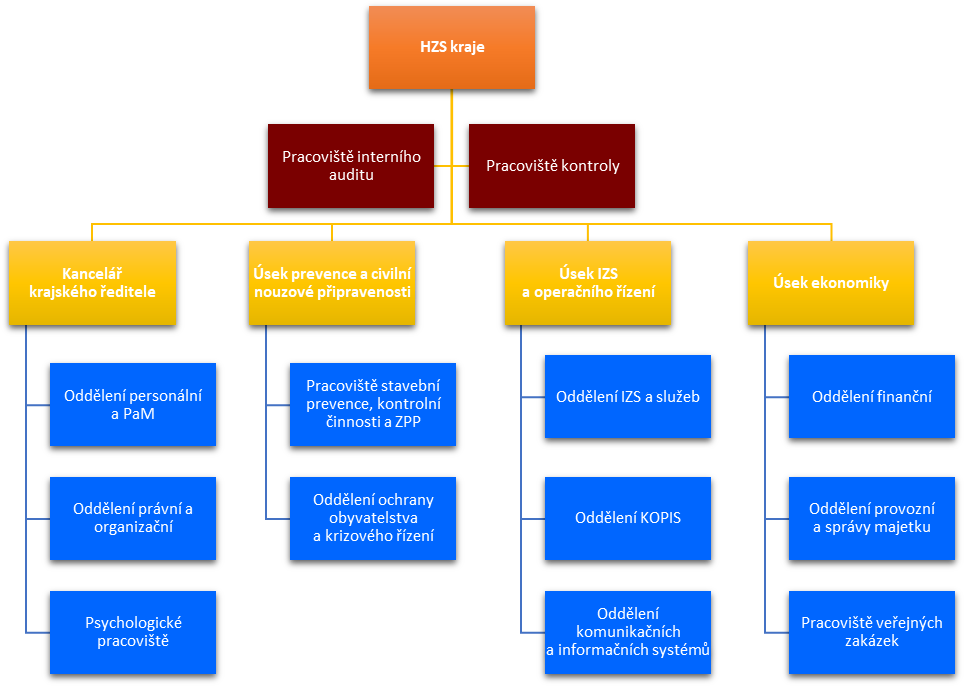 HZS kraje
Pracoviště interního
auditu
Pracoviště kontroly
Kancelář
krajského ředitele
Úsek prevence a civilní
nouzové připravenosti
Úsek IZS
a operačního řízení
Úsek ekonomiky
Oddělení personální
a PaM
Oddělení právní a
organizační
Psychologické
pracoviště
Pracoviště stavební
prevence, kontrolní
činnosti a ZPP
Oddělení ochrany
obyvatelstva
a krizového řízení
Oddělení IZS a služeb
Oddělení KOPIS
Oddělení
komunikačních
a informačních systémů
Oddělení finanční
Oddělení provozní
a správy majetku
Pracoviště veřejných
zakázek